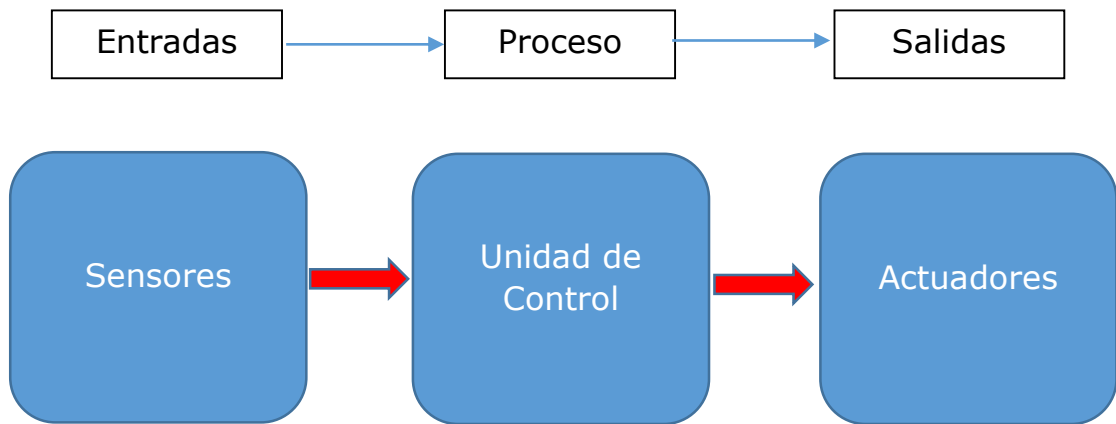 Entradas
Proceso
Salidas
Sensores
Unidad de
Control
Actuadores